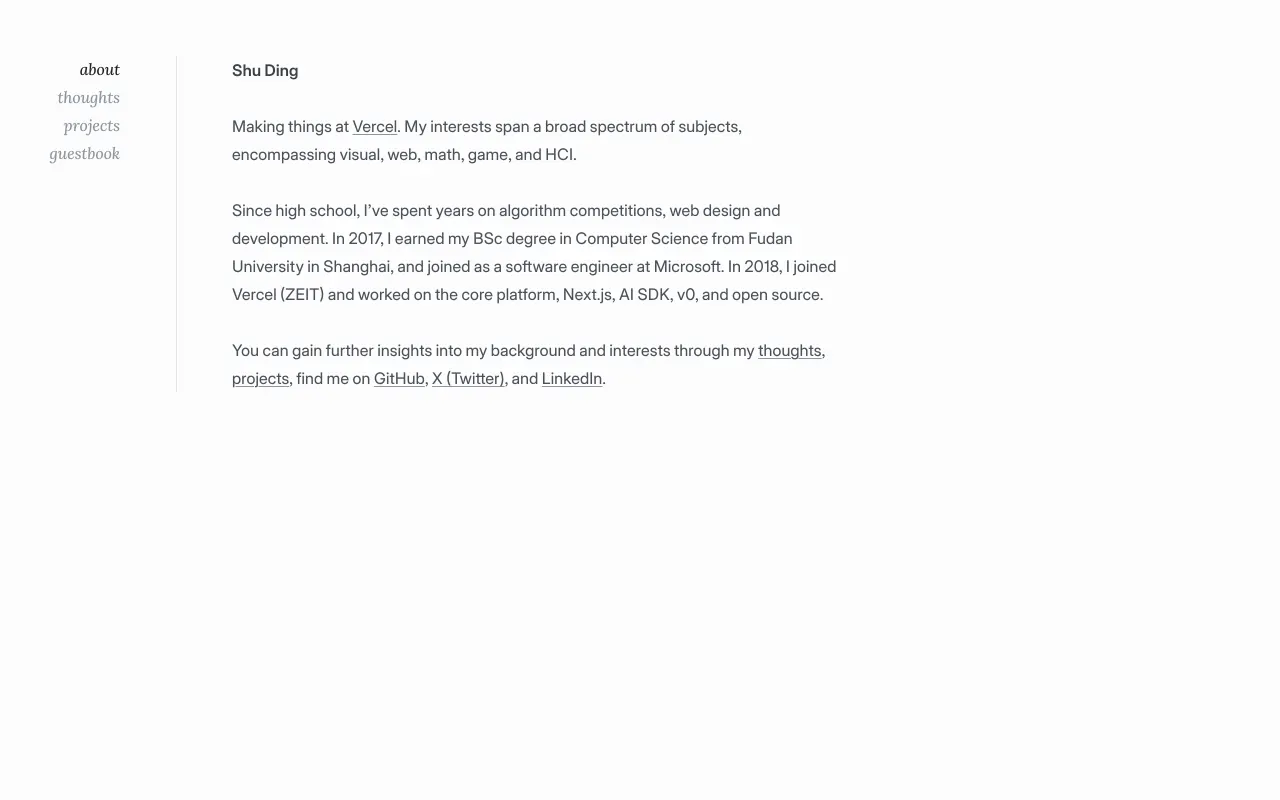 about
thoughts
projects
guestbook
Shu Ding
Making things at Vercel. My interests span a broad spectrum of subjects,
encompassing visual, web, math, game, and HCI.
Since high school, I’ve spent years on algorithm competitions, web design and
development. In 2017, I earned my BSc degree in Computer Science from Fudan
University in Shanghai, and joined as a software engineer at Microsoft. In 2018, I joined
Vercel (ZEIT) and worked on the core platform, Next.js, AI SDK, v0, and open source.
You can gain further insights into my background and interests through my thoughts,
projects, find me on GitHub, X (Twitter), and LinkedIn.